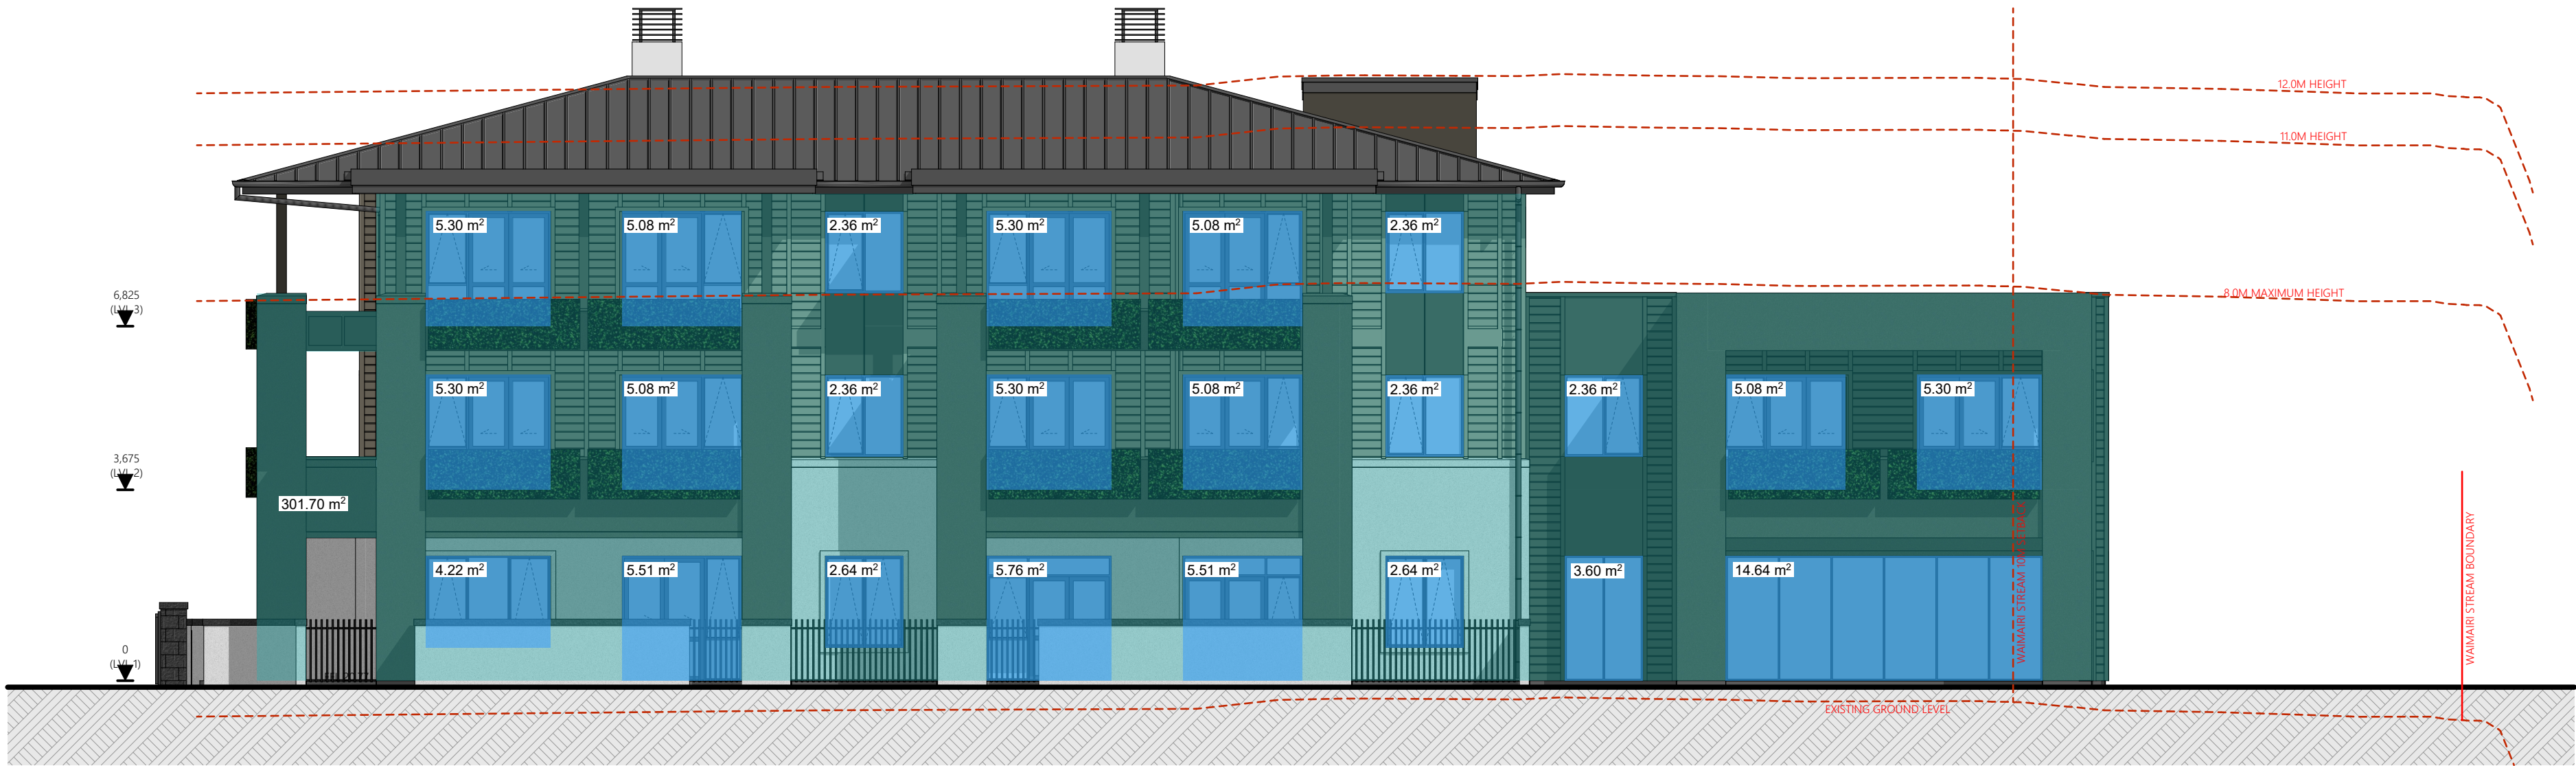 12.0M HEIGHT
11.0M HEIGHT
5.30 m²
5.08 m²
2.36 m²
5.30 m²
5.08 m²
2.36 m²
6,825
(LVL 3)
8.0M MAXIMUM HEIGHT
5.30 m²
5.08 m²
2.36 m²
5.30 m²
5.08 m²
2.36 m²
2.36 m²
5.08 m²
5.30 m²
3,675
(LVL 2)
301.70 m²
4.22 m²
5.51 m²
2.64 m²
5.76 m²
5.51 m²
2.64 m²
3.60 m²
14.64 m²
WAIMAIRI STREAM 10M SETBACK
WAIMAIRI STREAM BOUNDARY
0
(LVL 1)
EXISTING GROUND LEVEL